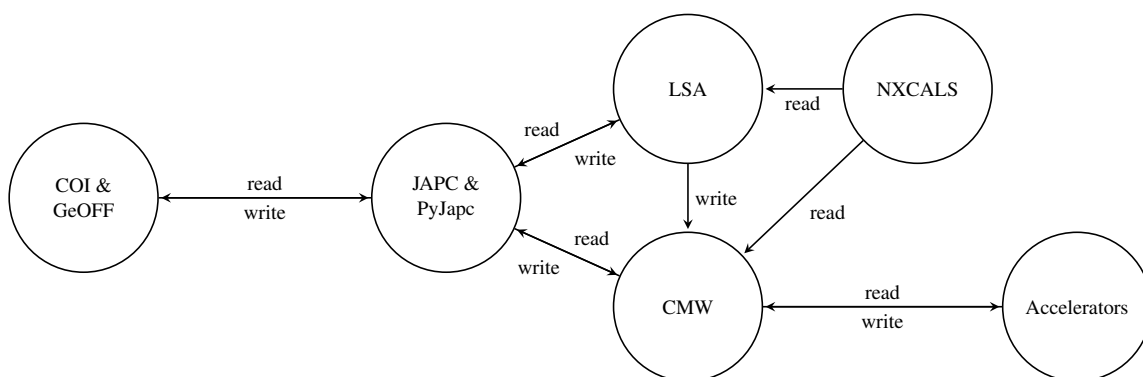 LSA
NXCALS
read
read
write
COI &
GeOFF
read
write
JAPC &
PyJapc
write
read
read
write
CMW
read
write
Accelerators